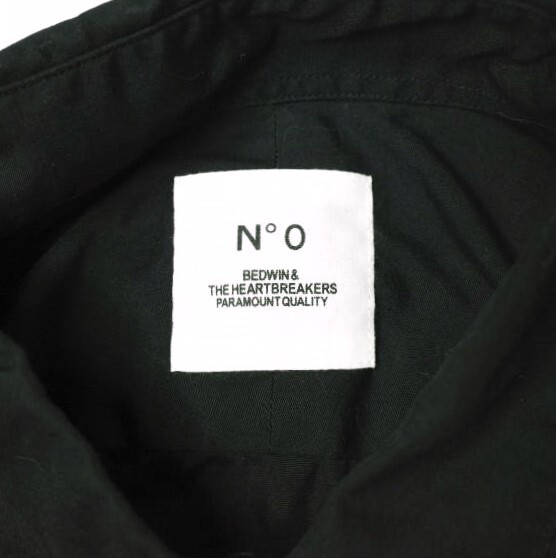 N° 0
BEDWIN &
THE HEARTBREAKERS
PARAMOUNT QUALITY